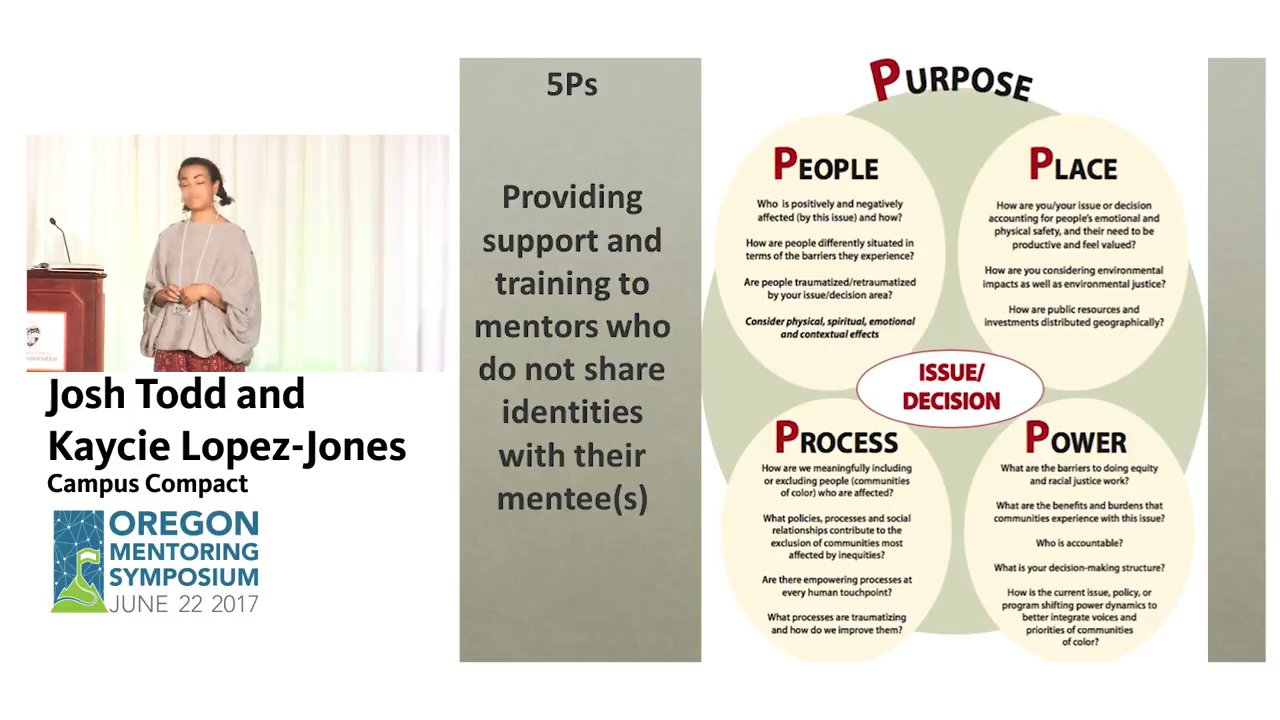 5Ps
Providing
support and
training to
mentors who
do not share
identities
with their
mentee(s)
PURPOSE
PEOPLE
Who is positively and negatively
affected (by this issue) and how?
How are people differently situated in
terms of the barriers they experience?
Are people traumatized/retraumatized
by your issue/decision area?
Consider physical, spiritual, emotional
and contextual effects
PLACE
How are you/your issue or decision
accounting for people's emotional and
physical safety, and their need to be
productive and feel valued?
How are you considering environmental
impacts as well as environmental justice?
How are public resources and
investments distributed geographically?
ISSUE/
DECISION
PROCESS
How are we meaningfully including
or excluding people (communities
of color) who are affected?
What policies, processes and social
relationships contribute to the
exclusion of communities most
affected by inequities?
Are there empowering processes at
every human touchpoint?
What processes are traumatizing
and how do we improve them?
POWER
What are the barriers to doing equity
and racial justice work?
What are the benefits and burdens that
communities experience with this issue?
Who is accountable?
What is your decision-making structure?
How is the current issue, policy, or
program shifting power dynamics to
better integrate voices and
priorities of communities
of color?
Josh Todd and
Kaycie Lopez-Jones
Campus Compact
OREGON
MENTORING
SYMPOSIUM
JUNE 22 2017